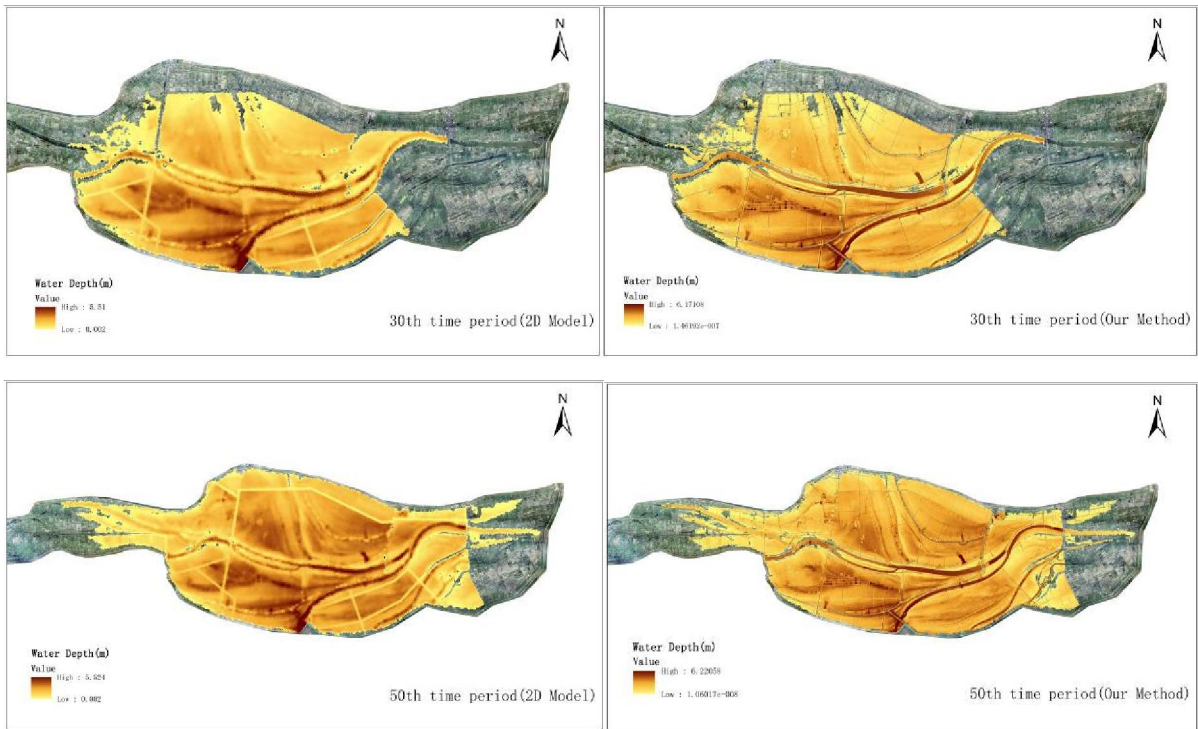 N
Water Depth(m)
Value
High : 5.51
Low : 0.002
30th time period(2D Model)
N
Water Depth(m)
Value
High : 6.17108
Low : 1.46192e-007
30th time period(Our Method)
N
Water Depth(m)
Value
High : 5.524
Low : 0.002
50th time period(2D Model)
N
Water Depth(m)
Value
High : 6.22058
Low : 1.06017e-008
50th time period(Our Method)